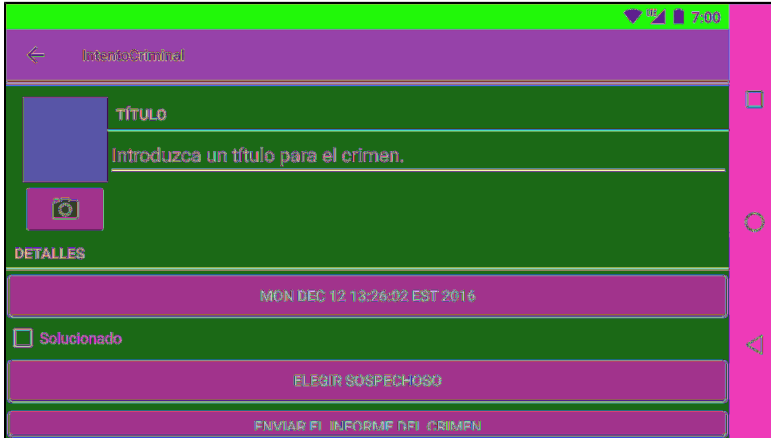 LTE 7:00
IntentoCriminal
TÍTULO
Introduzca un título para el crimen.
DETALLES
MON DEC 12 13:26:02 EST 2016
Solucionado
ELEGIR SOSPECHOSO
ENVIAR EL INFORME DEL CRIMEN